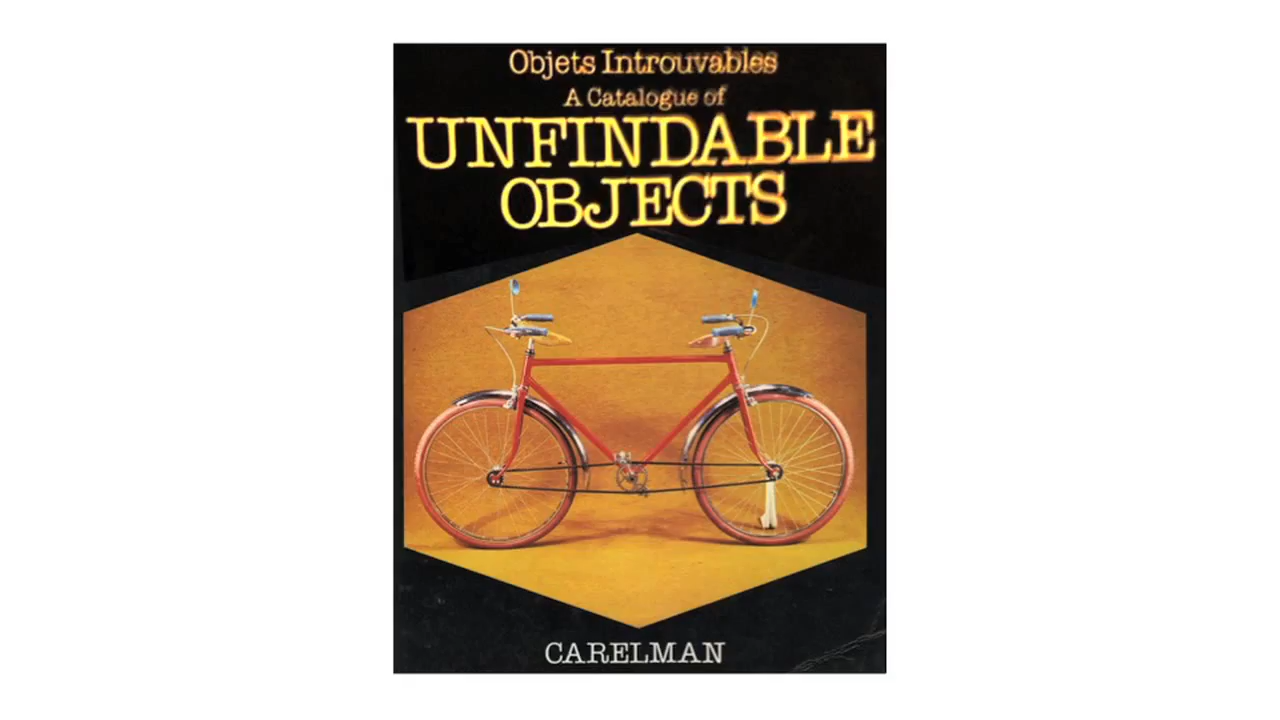 Objets Introuvables
A Catalogue of
UNFINDABLE
OBJECTS
CARELMAN